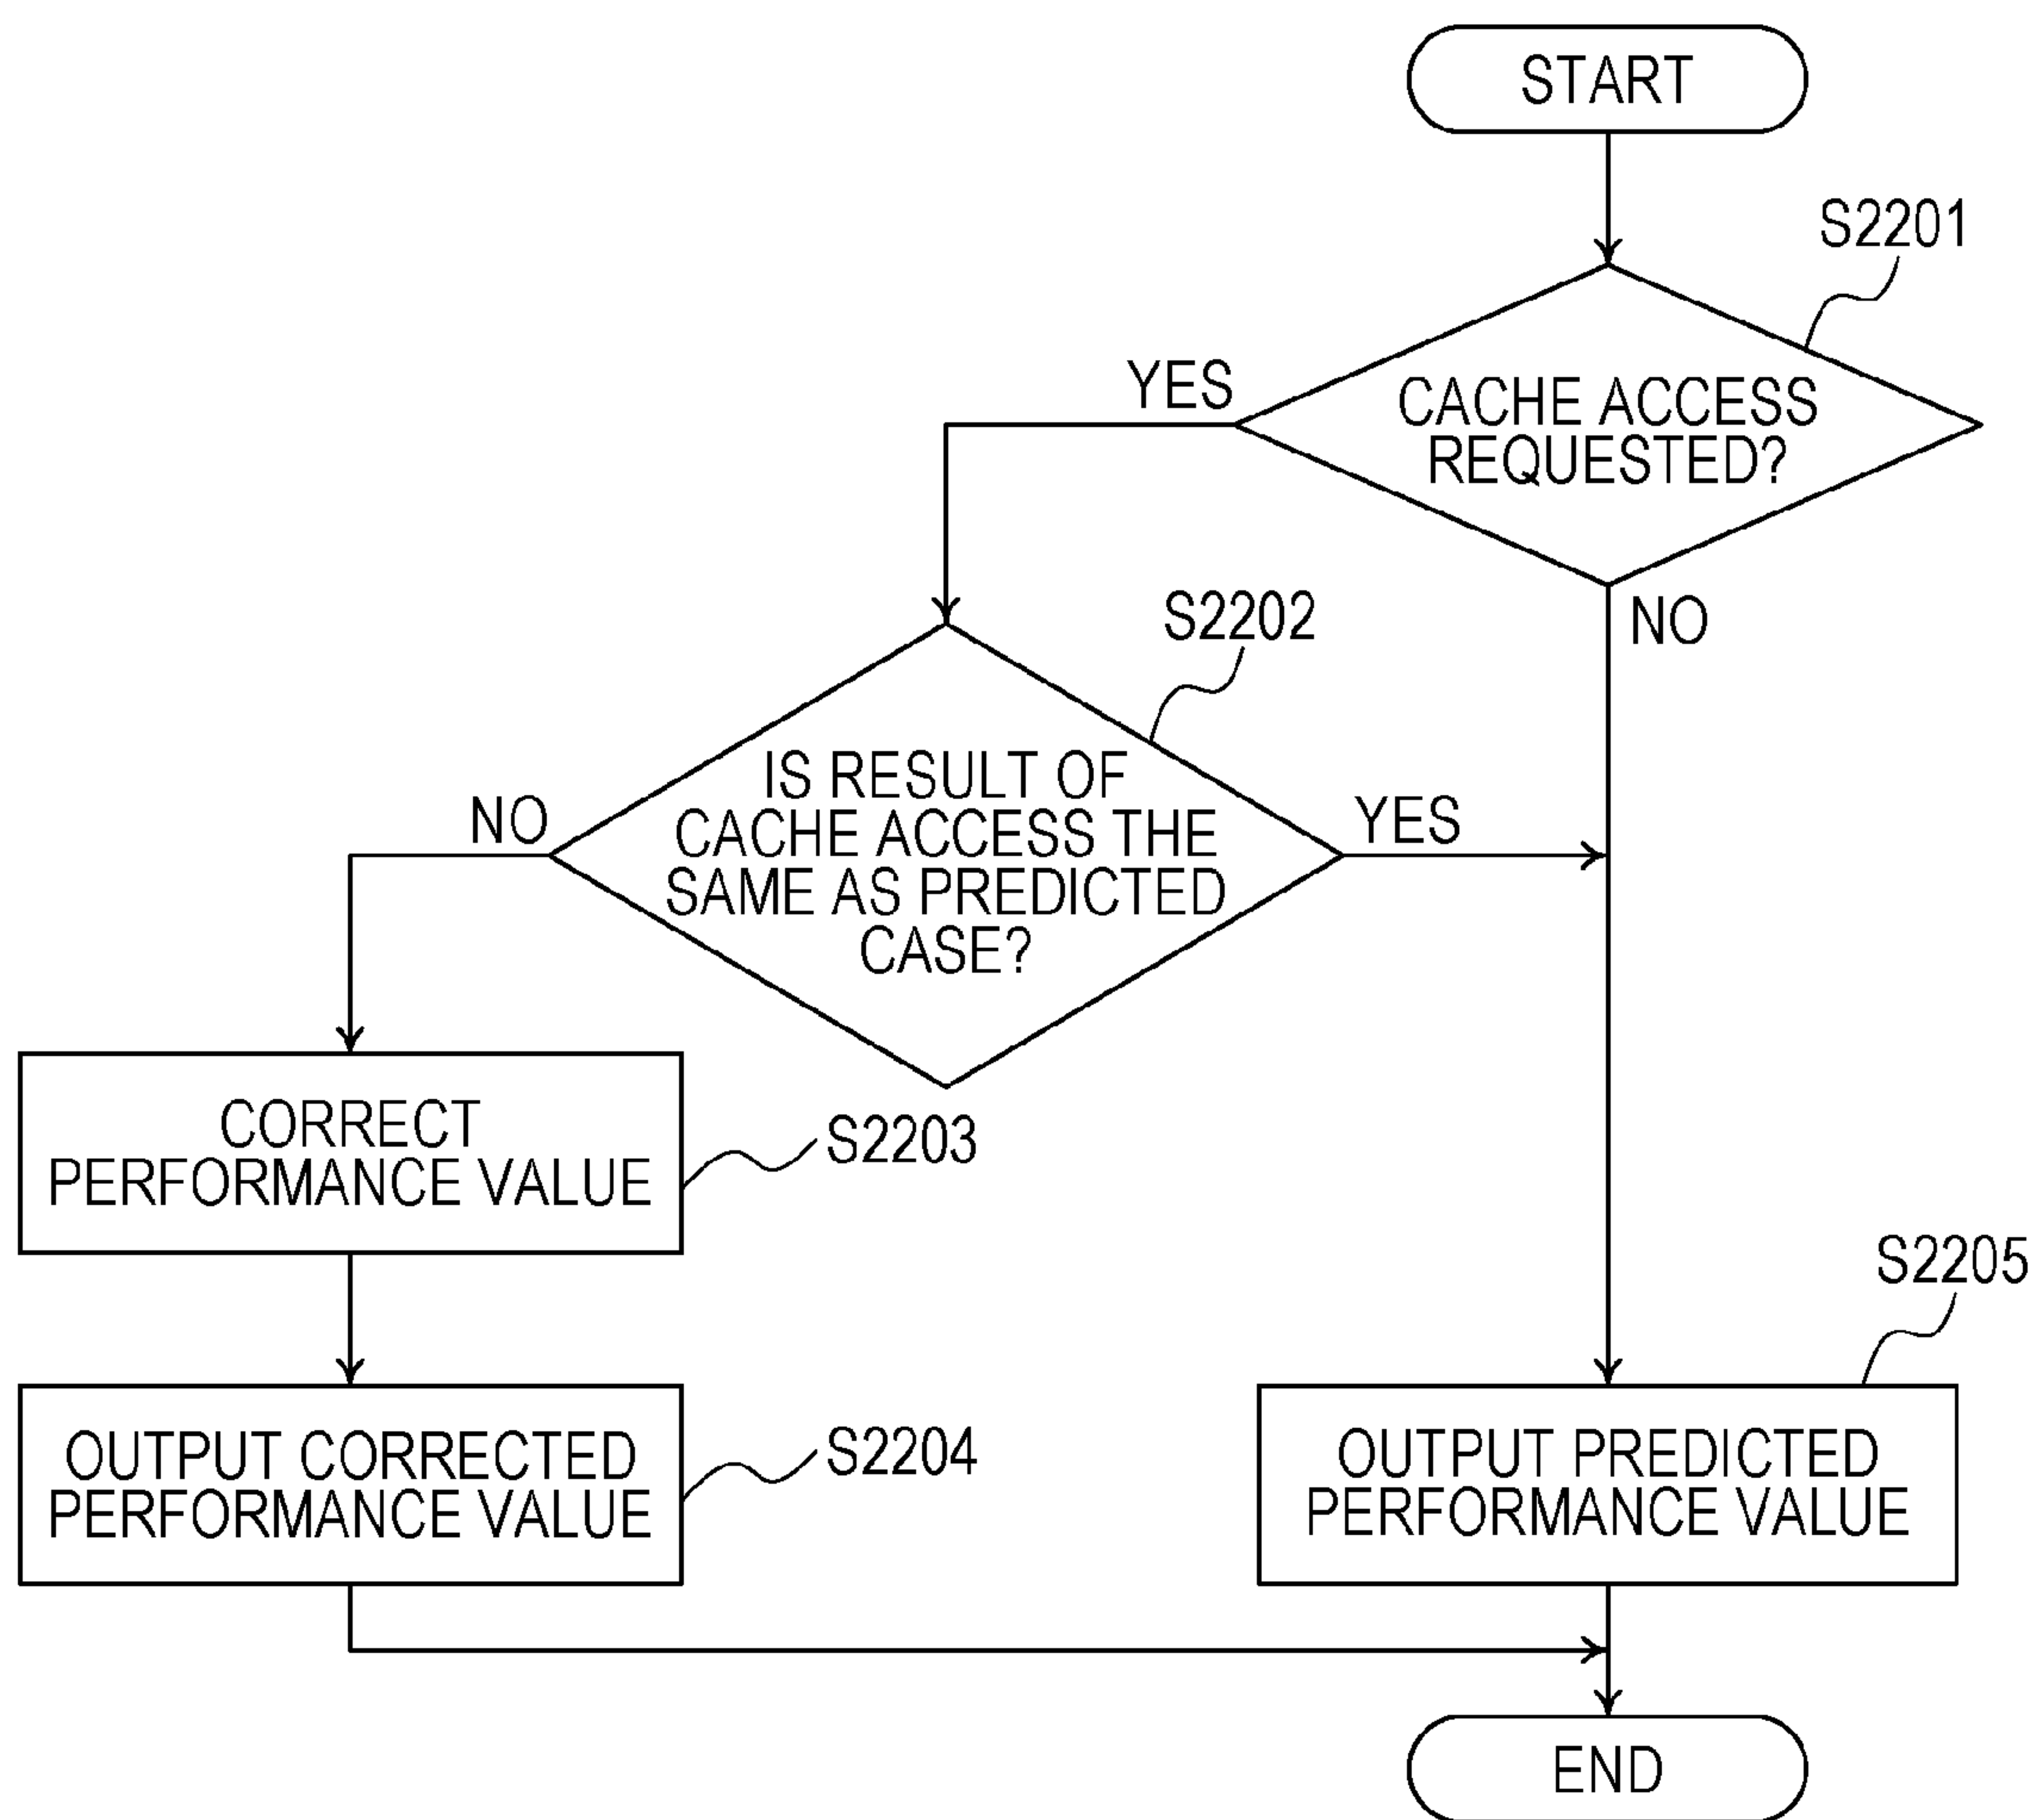 START
S2201
YES
CACHE ACCESS
REQUESTED?
NO
S2202
IS RESULT OF
CACHE ACCESS THE
SAME AS PREDICTED
CASE?
NO
YES
CORRECT
PERFORMANCE VALUE
S2203
OUTPUT CORRECTED
PERFORMANCE VALUE
S2204
S2205
OUTPUT PREDICTED
PERFORMANCE VALUE
END